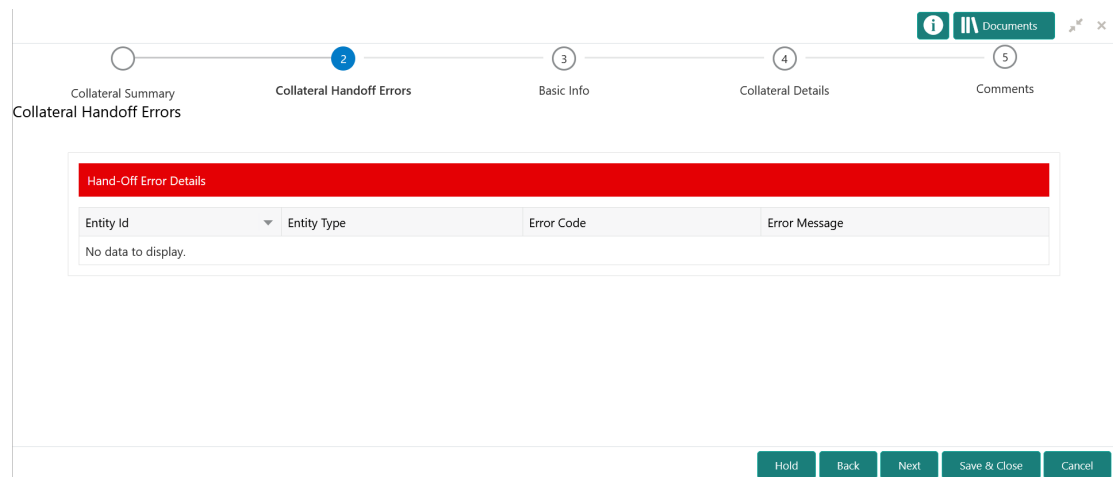 Documents
2
3
4
5
Collateral Summary
Collateral Handoff Errors
Basic Info
Collateral Details
Comments
Collateral Handoff Errors
Hand-Off Error Details
Entity Id Entity Type Error Code Error Message
No data to display.
Hold Back Next Save & Close Cancel